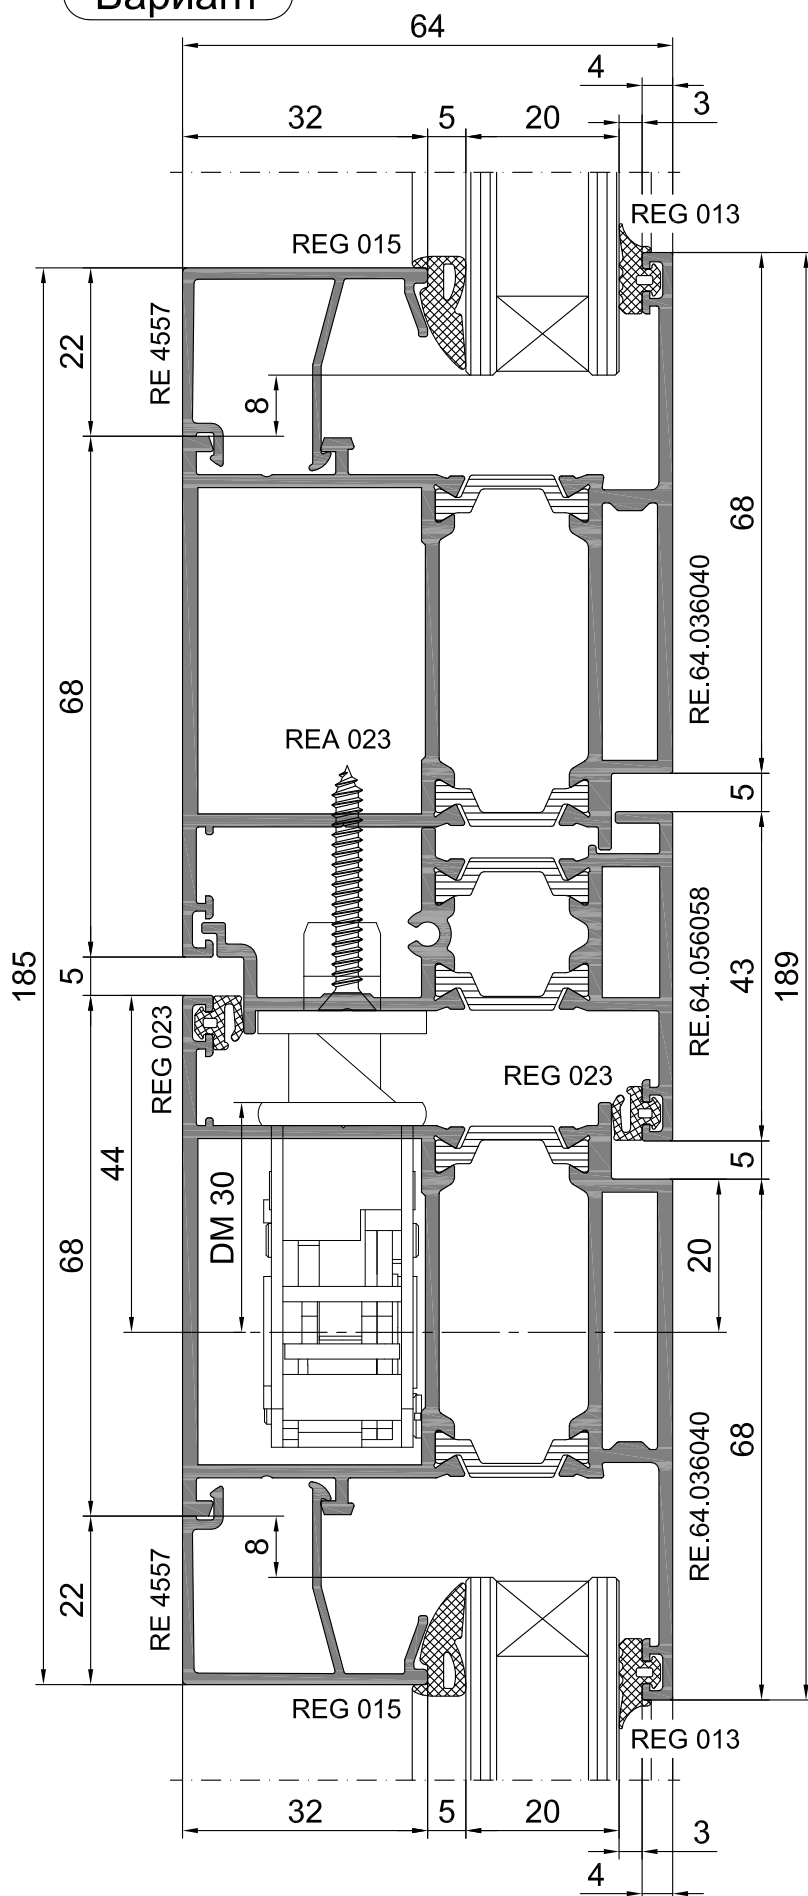 Вариант
64
4
3
32
5
20
REG 013
REG 015
22
RE 4557
8
68
68
RE.64.036040
REA 023
5
185
5
43
189
RE.64.056058
REG 023
REG 023
44
DM 30
5
20
68
68
RE.64.036040
8
22
RE 4557
REG 015
REG 013
32
5
20
3
4